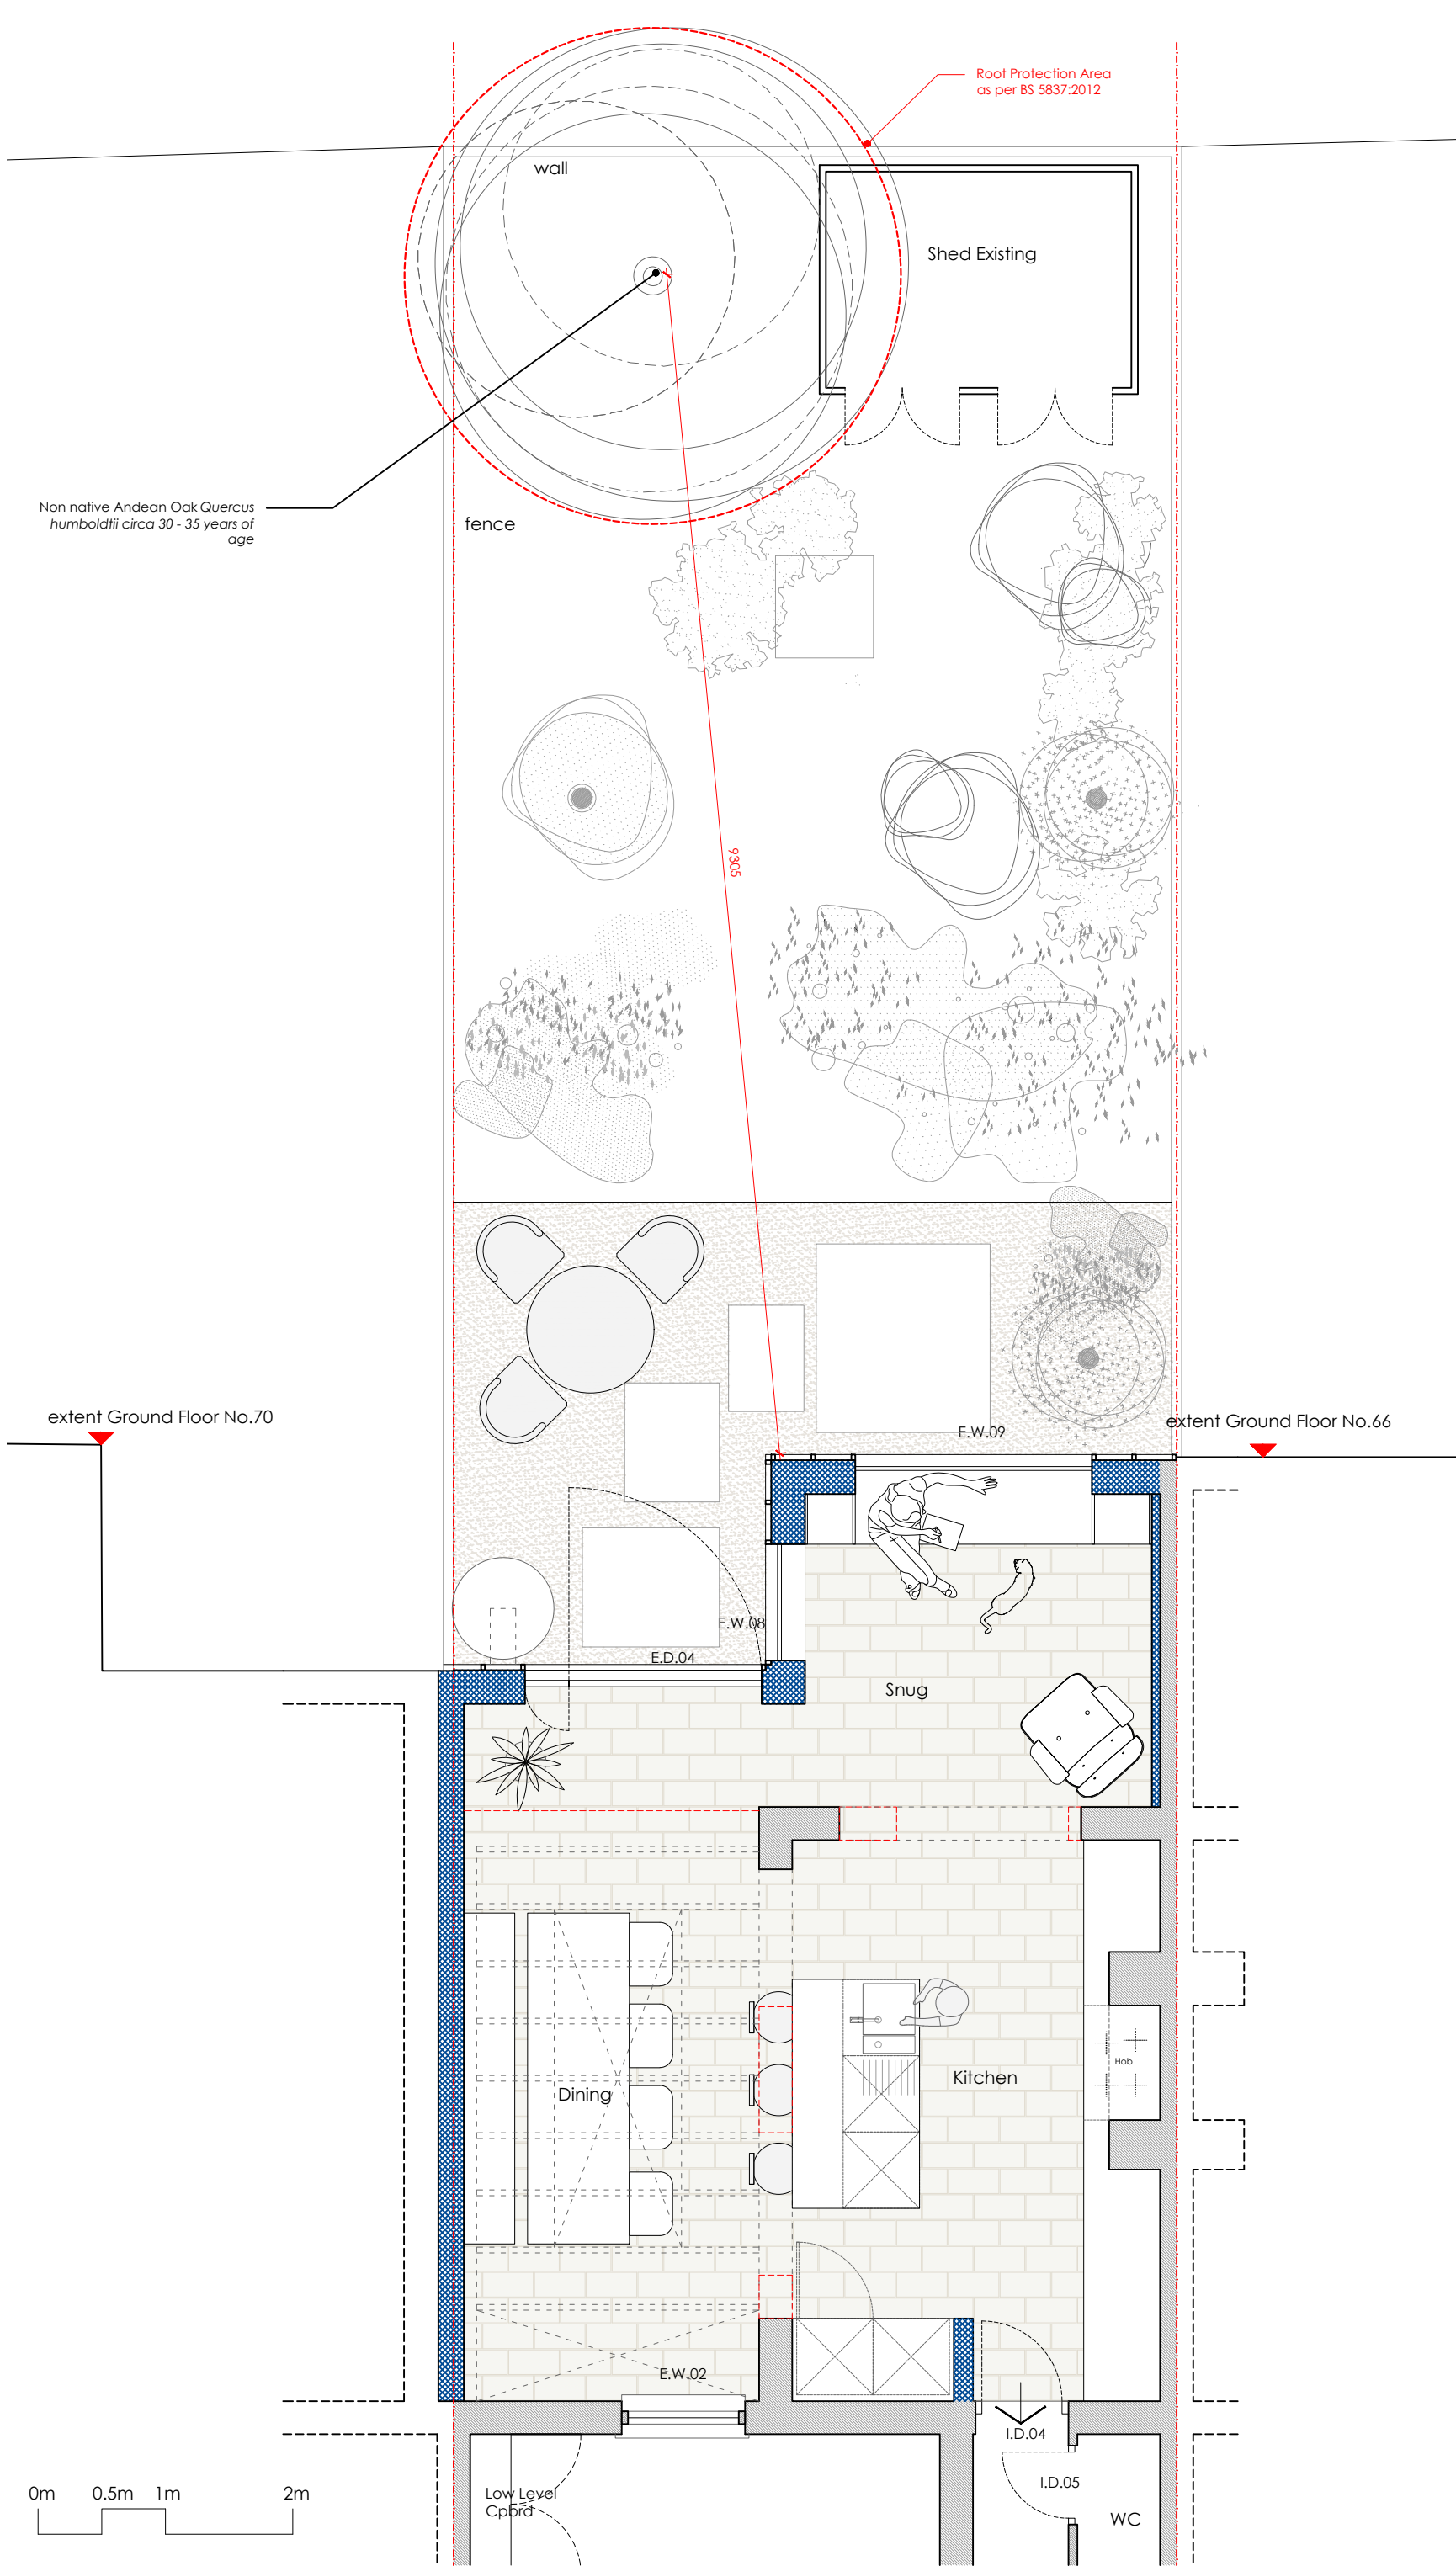 Root Protection Area
as per BS 5837:2012
wall
Shed Existing
Non native Andean Oak Quercus
humboldtii circa 30 - 35 years of
age
fence
9305
extent Ground Floor No.70
extent Ground Floor No.66
E.W.09
E.W.08
E.D.04
Snug
Hob
Kitchen
Dining
E.W.02
I.D.04
I.D.05
0m 0.5m 1m 2m
Low Level
Cpbrd
WC